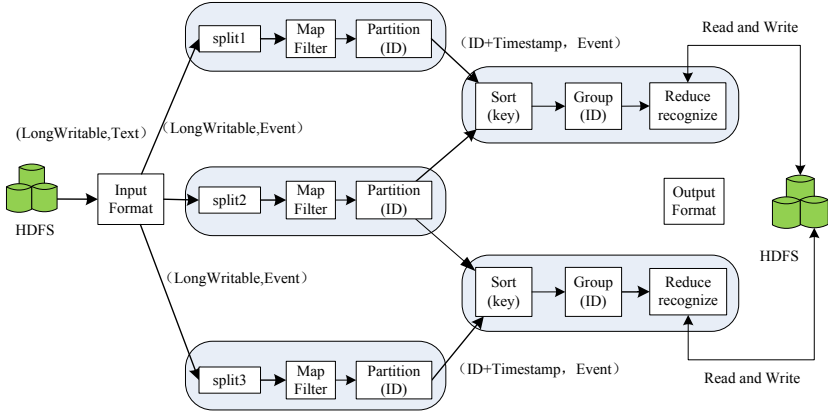 split1
Map
Filter
Partition
(ID)
(ID+Timestamp，Event)
Read and Write
Sort
(key)
Group
(ID)
Reduce
recognize
(LongWritable,Text)
（LongWritable,Event)
HDFS
Input
Format
split2
Map
Filter
Partition
(ID)
Output
Format
HDFS
（LongWritable,Event)
Sort
(key)
Group
(ID)
Reduce
recognize
split3
Map
Filter
Partition
(ID)
（ID+Timestamp，Event)
Read and Write